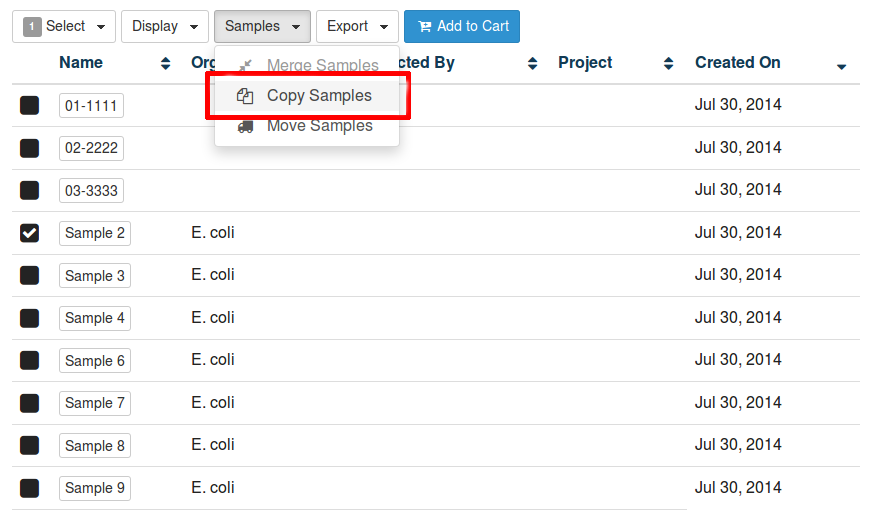 1 Select Display Samples Export Add to Cart
Name Org cted By Project Created On
Merge Samples
Copy Samples
Move Samples
01-1111 Jul 30, 2014
02-2222 Jul 30, 2014
03-3333 Jul 30, 2014
Sample 2 E. coli Jul 30, 2014
Sample 3 E. coli Jul 30, 2014
Sample 4 E. coli Jul 30, 2014
Sample 6 E. coli Jul 30, 2014
Sample 7 E. coli Jul 30, 2014
Sample 8 E. coli Jul 30, 2014
Sample 9 E. coli Jul 30, 2014